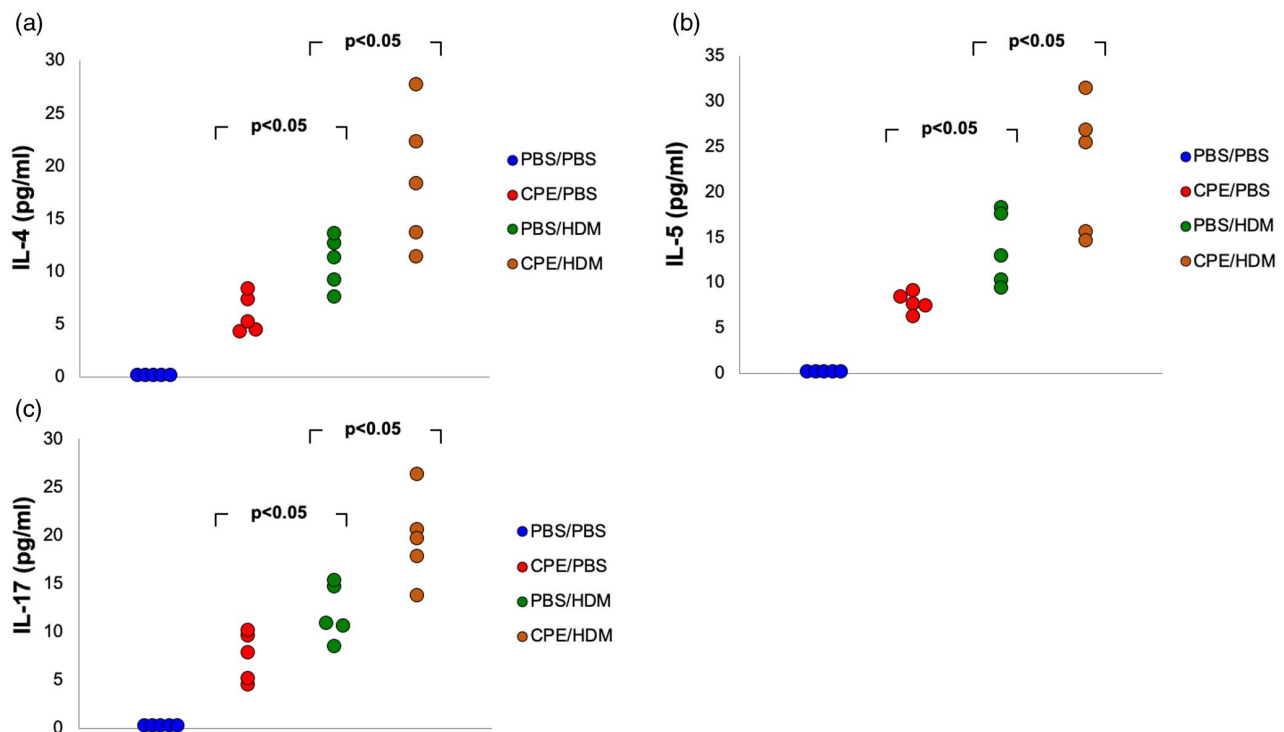 (a)
IL-4 (pg/ml)
30
25
20
15
10
5
0
p<0.05
p<0.05
PBS/PBS
CPE/PBS
PBS/HDM
CPE/HDM
(b)
IL-5 (pg/ml)
35
30
25
20
15
10
5
0
p<0.05
p<0.05
PBS/PBS
CPE/PBS
PBS/HDM
CPE/HDM
(c)
IL-17 (pg/ml)
30
25
20
15
10
5
0
p<0.05
p<0.05
PBS/PBS
CPE/PBS
PBS/HDM
CPE/HDM